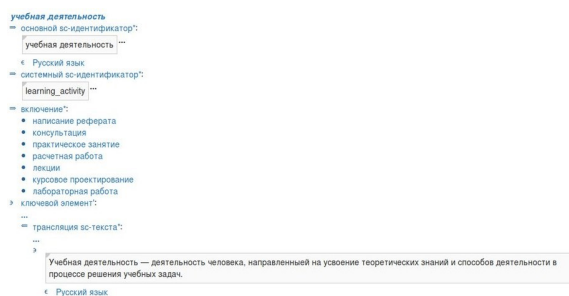 учебная деятельность
= основной sc-идентификатор*:
учебная деятельность ...
є Русский язык
= системный sc-идентификатор*:
learning_activity ...
= включение*:
• написание реферата
• консультация
• практическое занятие
• расчетная работа
• лекции
• курсовое проектирование
• лабораторная работа
э ключевой элемент':
...
= трансляция sc-текста*:
...
э
Учебная деятельность — деятельность человека, направленныей на усвоение теоретических знаний и способов деятельности в
процессе решения учебных задач.
є Русский язык